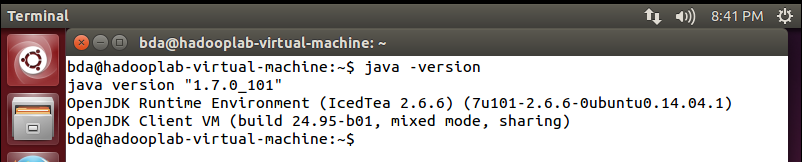 Terminal
8:41 PM
bda@hadooplab-virtual-machine: ~
bda@hadooplab-virtual-machine:~$ java -version
java version "1.7.0_101"
OpenJDK Runtime Environment (IcedTea 2.6.6) (7u101-2.6.6-0ubuntu0.14.04.1)
OpenJDK Client VM (build 24.95-b01, mixed mode, sharing)
bda@hadooplab-virtual-machine:~$